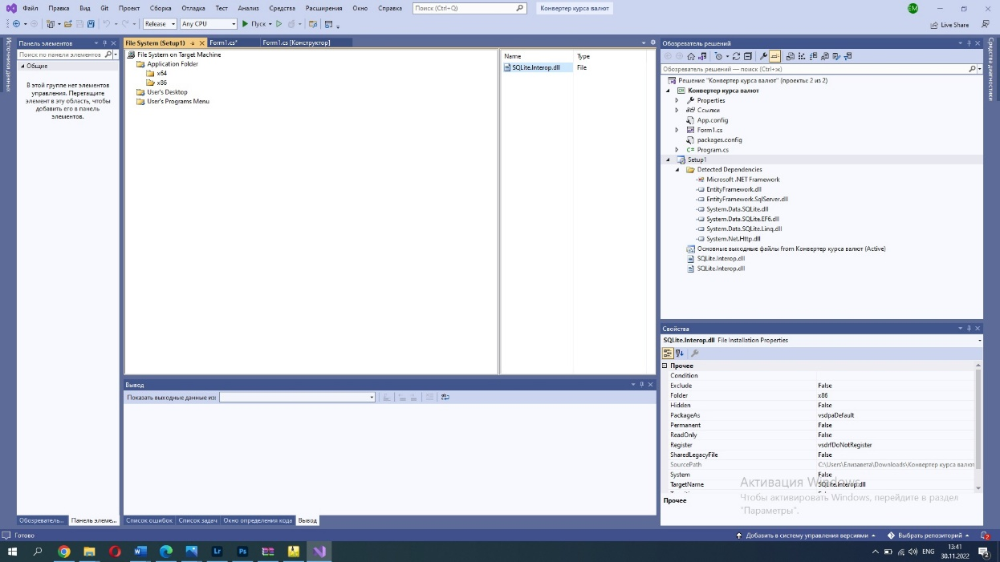 Файл Правка Вид Git Проект Сборка Отладка Тест Анализ Средства Расширения Окно Справка Поиск (Ctrl+Q) Конвертер курса валют EM
Release Any CPU Пуск Live Share
Источники данных
Панель элементов
Поиск по панели элементов
Общие
В этой группе нет элементов
управления. Перетащите
элемент в эту область, чтобы
добавить его в панель
элементов.
Обозреватель... Панель элеме...
File System (Setup1) Form1.cs* Form1.cs [Конструктор]
File System on Target Machine
Application Folder
x64
x86
User's Desktop
User's Programs Menu
Name Type
SQLite.Interop.dll File
Вывод
Показать выходные данные из:
Список ошибок Список задач Окно определения кода Вывод
Обозреватель решений
Обозреватель решений — поиск (Ctrl+ж)
Решение "Конвертер курса валют" (проекты: 2 из 2)
Конвертер курса валют
Properties
Ссылки
App.config
Form1.cs
packages.config
C# Program.cs
Setup1
Detected Dependencies
Microsoft .NET Framework
EntityFramework.dll
EntityFramework.SqlServer.dll
System.Data.SQLite.dll
System.Data.SQLite.EF6.dll
System.Data.SQLite.Linq.dll
System.Net.Http.dll
Основные выходные файлы from Конвертер курса валют (Active)
SQLite.Interop.dll
SQLite.Interop.dll
Средства диагностики
Свойства
SQLite.Interop.dll File Installation Properties
Прочее
Condition
Exclude False
Folder x86
Hidden False
PackageAs vsdpaDefault
Permanent False
ReadOnly False
Register vsdrfDoNotRegister
SharedLegacyFile False
SourcePath C:\Users\Елизавета\Downloads\Конвертер курса валют
System False
TargetName SQLite.Interop.dll
Прочее
Активация Windows
Чтобы активировать Windows, перейдите в раздел
"Параметры".
Готово Добавить в систему управления версиями Выбрать репозиторий 2
W Lr Ps ENG 13:41
30.11.2022 2